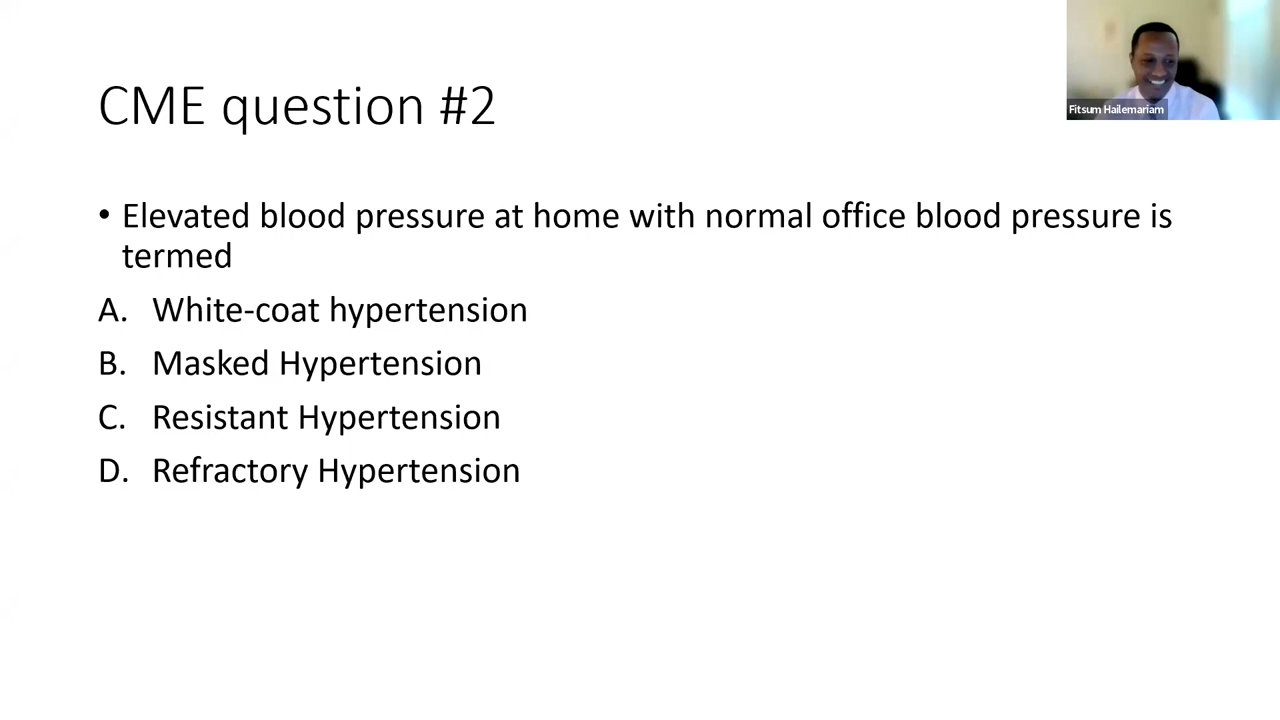 CME question #2
Fitsum Hailemariam
• Elevated blood pressure at home with normal office blood pressure is
termed
A. White-coat hypertension
B. Masked Hypertension
C. Resistant Hypertension
D. Refractory Hypertension